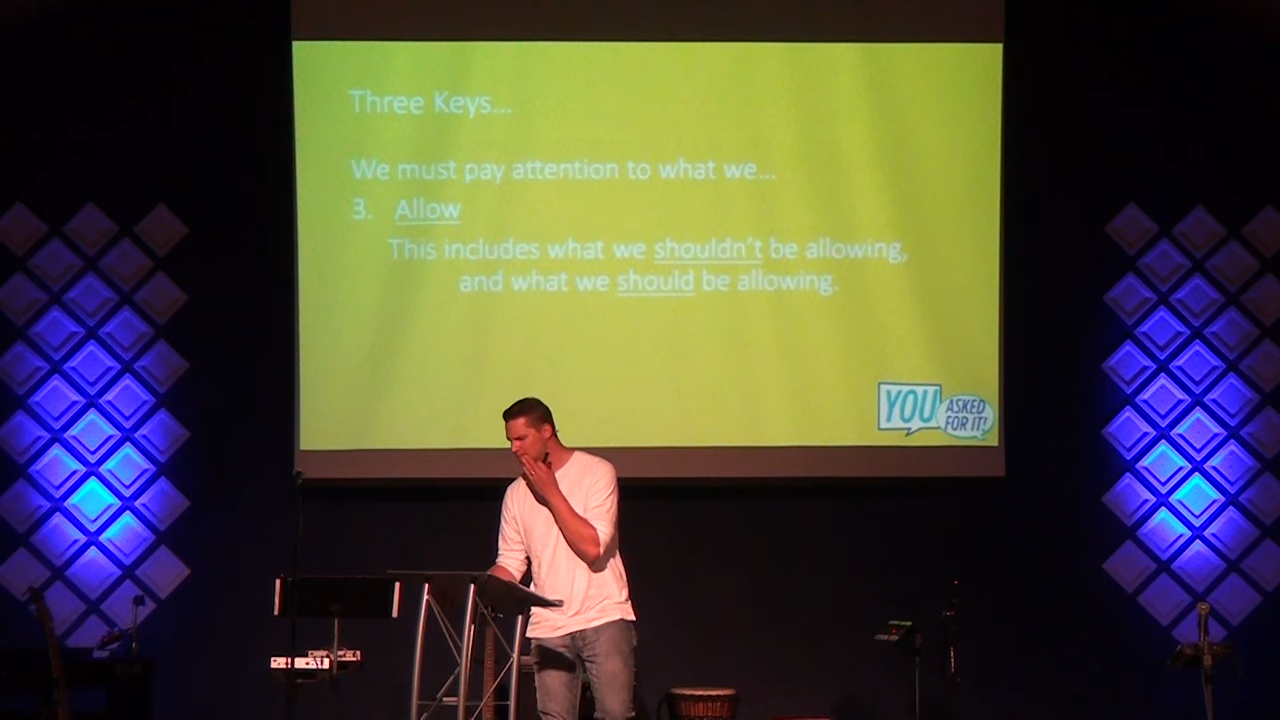 Three Keys...
We must pay attention to what we...
3. Allow
This includes what we shouldn't be allowing,
and what we should be allowing.
YOU
ASKED
FOR IT!